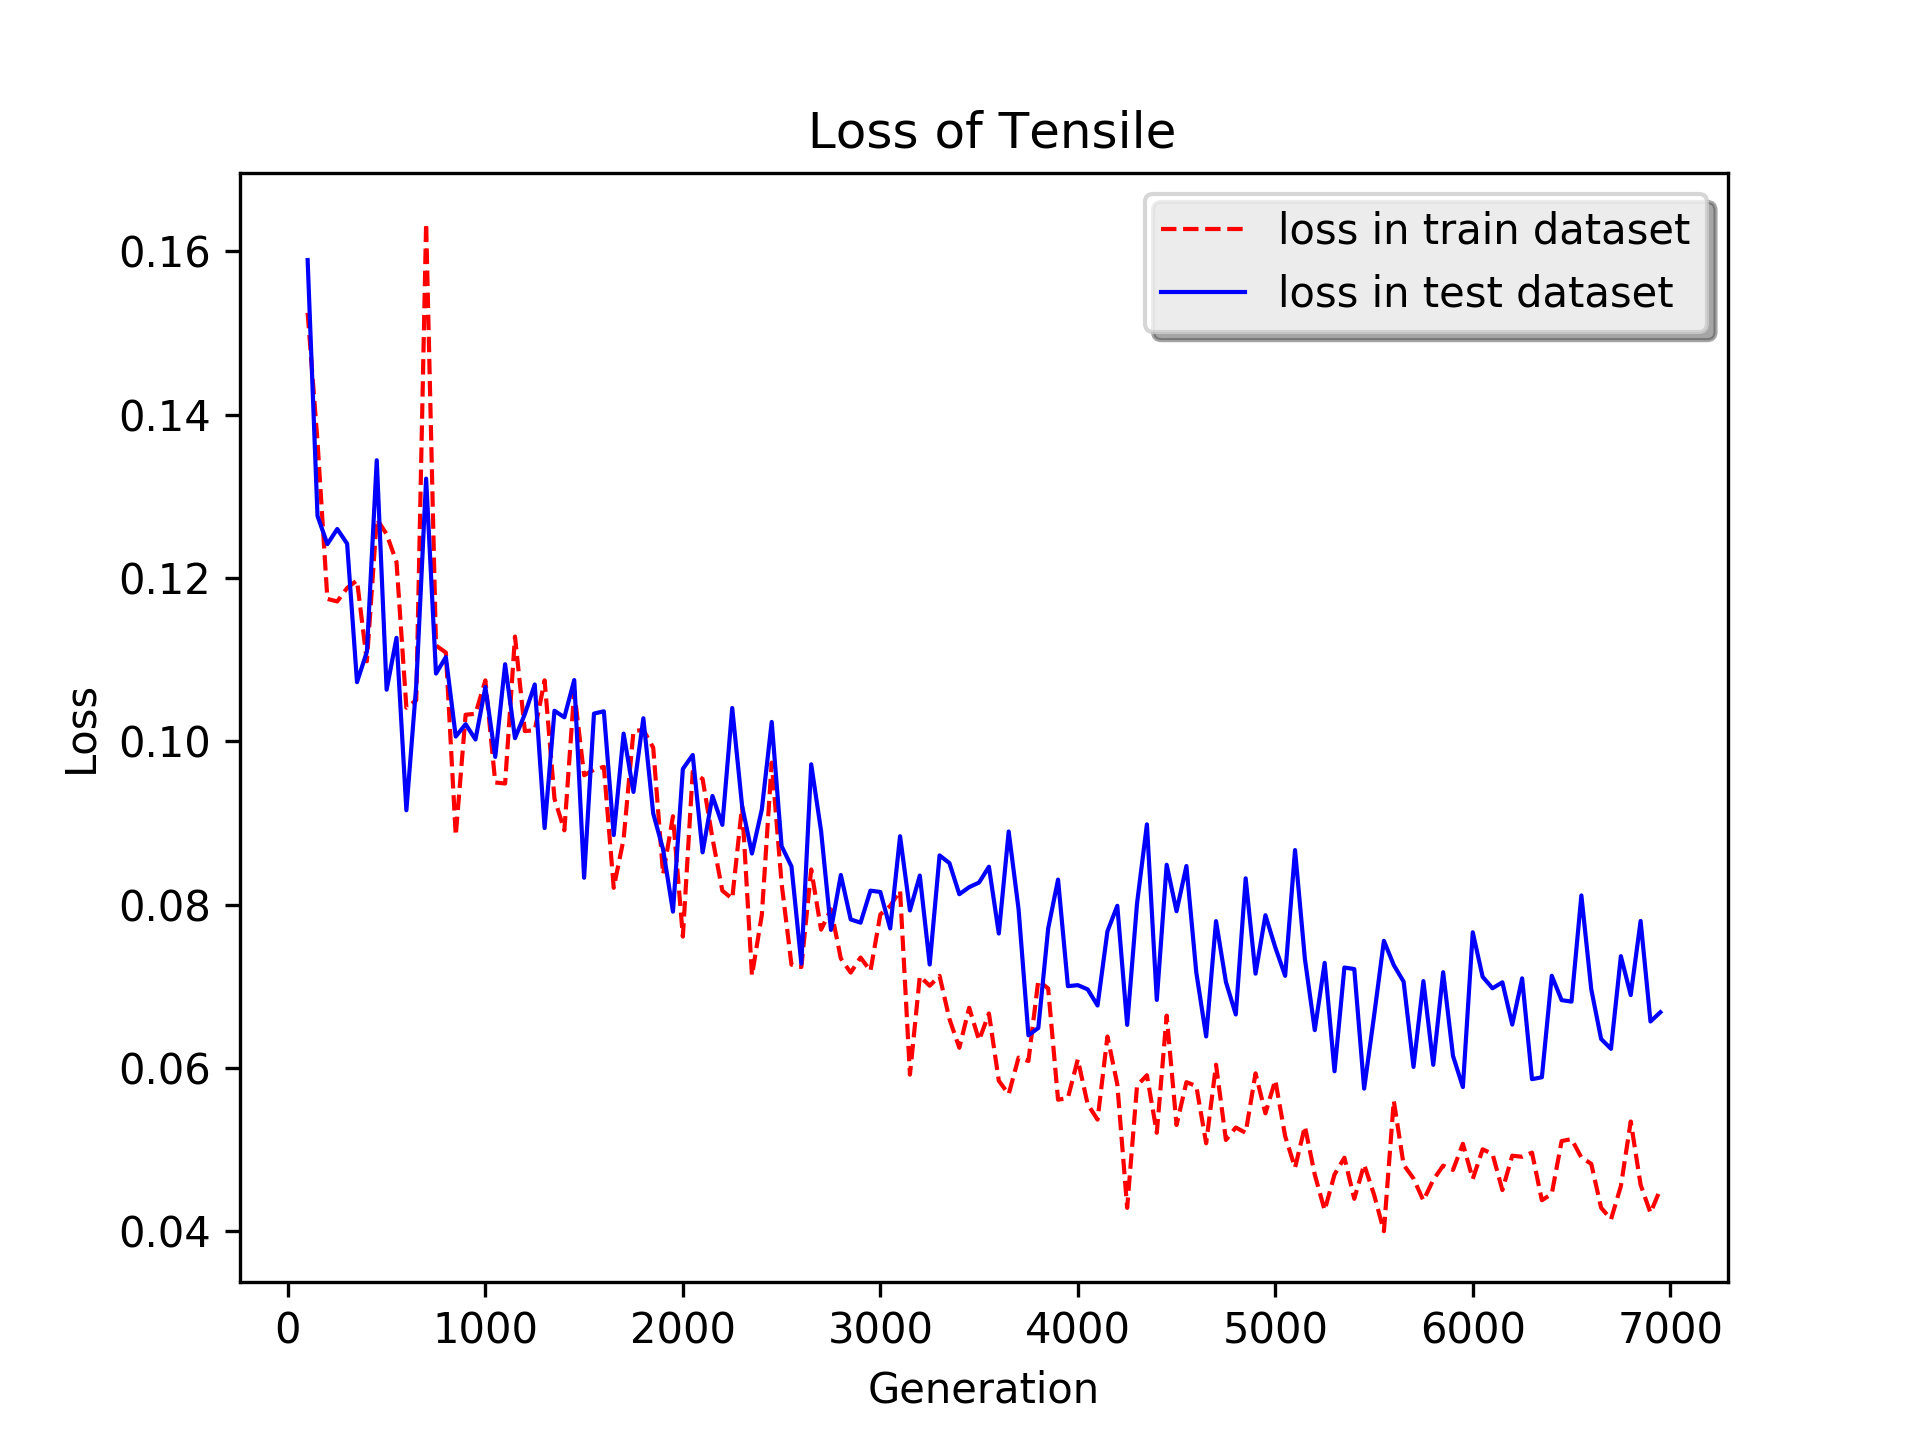 Loss of Tensile
loss in train dataset
loss in test dataset
0.16
0.14
0.12
0.10
0.08
0.06
0.04
Loss
0 1000 2000 3000 4000 5000 6000 7000
Generation